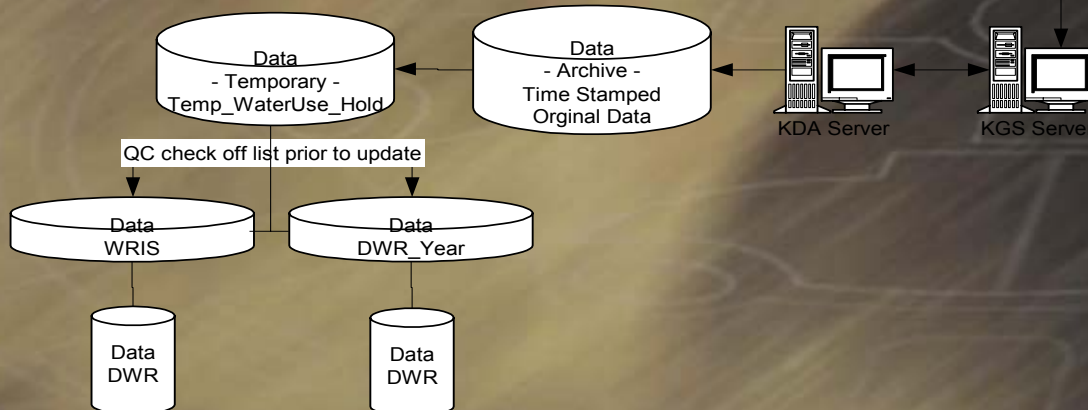 Data
- Temporary -
Temp_WaterUse_Hold
Data
- Archive -
Time Stamped
Orginal Data
KDA Server
KGS Serve
QC check off list prior to update
Data
WRIS
Data
DWR_Year
Data
DWR
Data
DWR